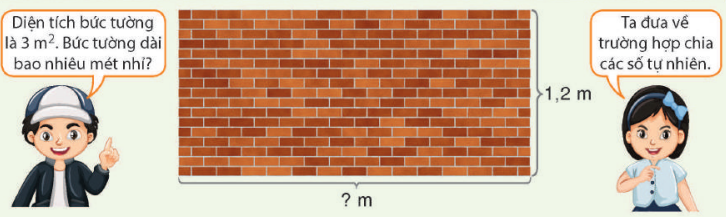 Diện tích bức tường
là 3 m². Bức tường dài
bao nhiêu mét nhỉ?
Ta đưa về
trường hợp chia
các số tự nhiên.
1,2 m
? m